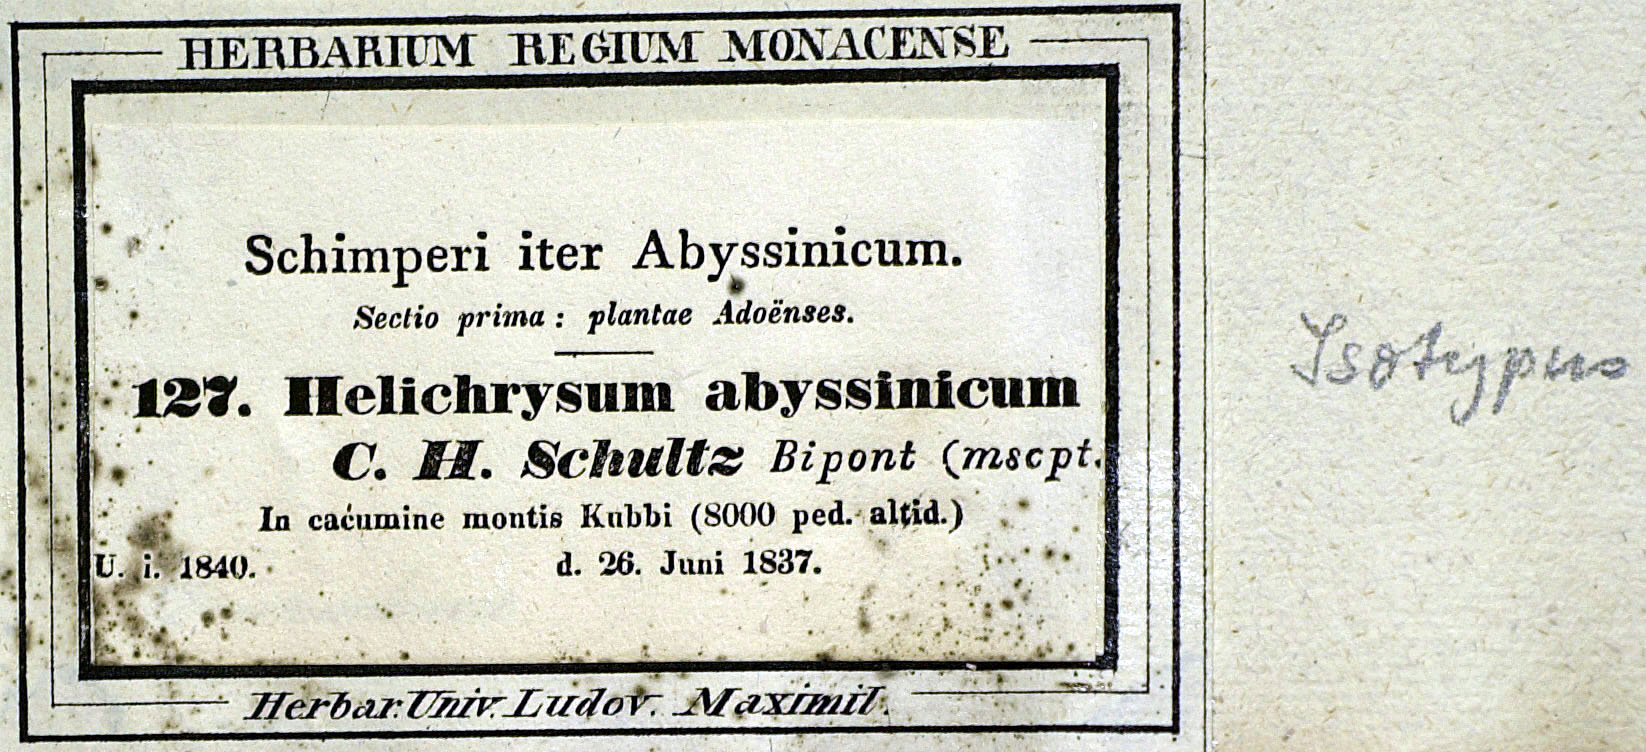 HERBARIUM REGIUM MONACENSE
Schimperi iter Abyssinicum.
Sectio prima: plantae Adoënses.
127. Helichrysum abyssinicum
C. H. Schultz Bipont (mscpt.
In cacumine montis Kubbi (8000 ped. altid.)
U. i. 1840. d. 26. Juni 1837.
Herbar. Univ. Ludov. Maximil.
Isotypus